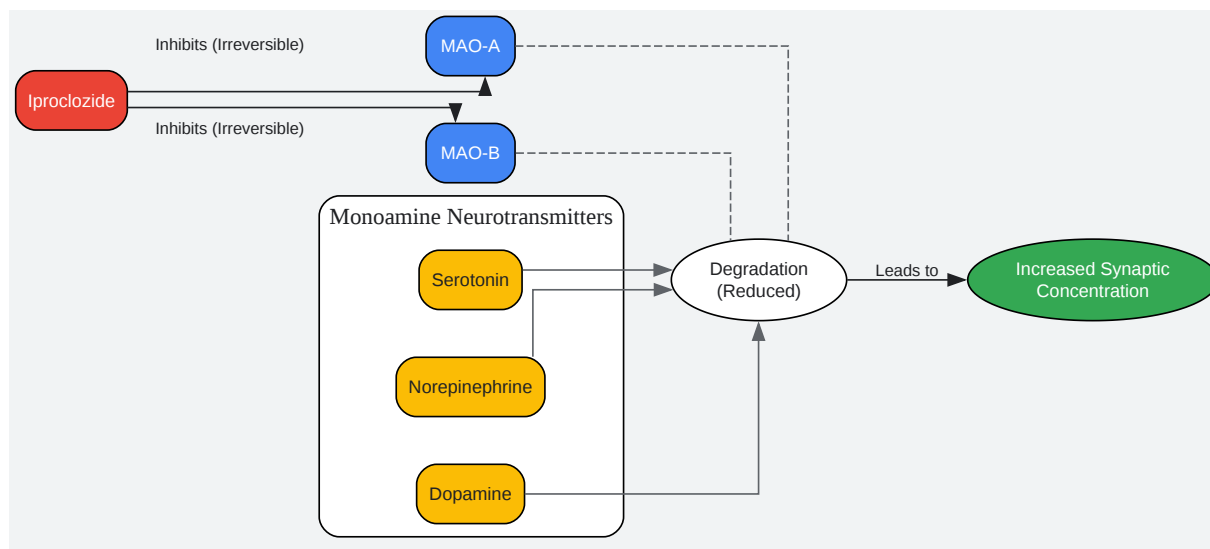 Inhibits (Irreversible)
MAO-A
Iproclozide
Inhibits (Irreversible)
MAO-B
Monoamine Neurotransmitters
Serotonin
Norepinephrine
Dopamine
Degradation
(Reduced)
Leads to
Increased Synaptic
Concentration